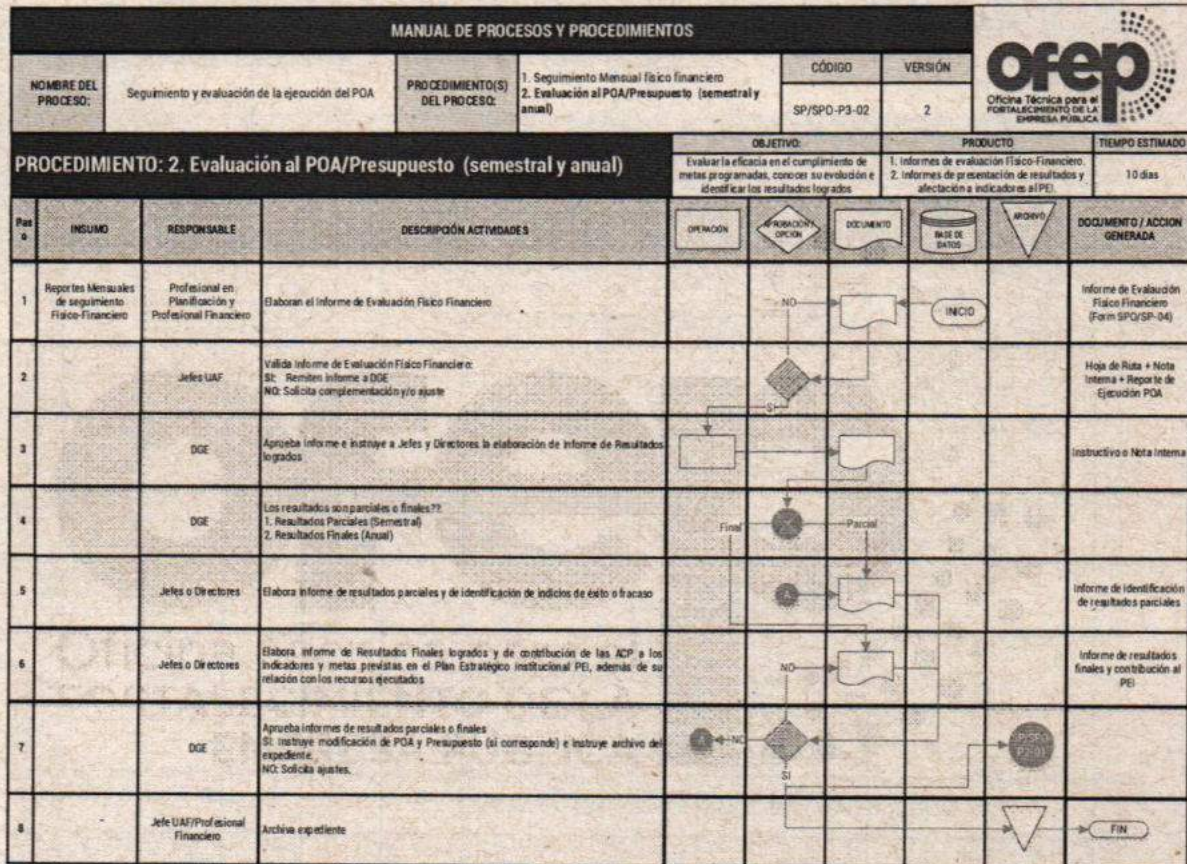 MANUAL DE PROCESOS Y PROCEDIMIENTOS
NOMBRE DEL
PROCESO:
Seguimiento y evaluación de la ejecución del POA
PROCEDIMIENTO(S)
DEL PROCESO:
1. Seguimiento Mensual físico financiero
2. Evaluación al POA/Presupuesto (semestral y
anual)
CÓDIGO
SP/SPO-P3-02
VERSIÓN
2
ofep
Oficina Técnica para el
FORTALECIMIENTO DE LA
EMPRESA PÚBLICA
PROCEDIMIENTO: 2. Evaluación al POA/Presupuesto (semestral y anual)
OBJETIVO:
Evaluar la eficacia en el cumplimiento de
metas programadas, conocer su evolución e
identificar los resultados logrados
PRODUCTO
1. Informes de evaluación Físico-Financiero.
2. Informes de presentación de resultados y
afectación a indicadores al PEI.
TIEMPO ESTIMADO
10 días
Pas
o
INSUMO
RESPONSABLE
DESCRIPCIÓN ACTIVIDADES
OPERACIÓN
APROBACIÓN /
OPCIÓN
DOCUMENTO
BASE DE
DATOS
ARCHIVO
DOCUMENTO / ACCION
GENERADA
1
Reportes Mensuales
de seguimiento
Físico-Financiero
Profesional en
Planificación y
Profesional Financiero
Elaboran el Informe de Evaluación Físico Financiero
NO
INICIO
Informe de Evalaución
Físico Financiero
(Form SPO/SP-04)
2
Jefes UAF
Valida Informe de Evaluación Físico Financiero:
SI: Remiten informe a DGE
NO: Solicita complementación y/o ajuste
SI
Hoja de Ruta + Nota
Interna + Reporte de
Ejecución POA
3
DGE
Aprueba Informe e instruye a Jefes y Directores la elaboración de Informe de Resultados
logrados
Instructivo o Nota Interna
4
DGE
Los resultados son parciales o finales??
1. Resultados Parciales (Semestral)
2. Resultados Finales (Anual)
Final
Parcial
5
Jefes o Directores
Elabora informe de resultados parciales y de identificación de indicios de éxito o fracaso
A
Informe de identificación
de resultados parciales
6
Jefes o Directores
Elabora informe de Resultados Finales logrados y de contribución de las ACP a los
indicadores y metas previstas en el Plan Estratégico institucional PEI, además de su
relación con los recursos ejecutados
NO
Informe de resultados
finales y contribución al
PEI
7
DGE
Aprueba informes de resultados parciales o finales
SI: Instruye modificación de POA y Presupuesto (si corresponde) e instruye archivo del
expediente.
NO: Solicita ajustes.
A
NO
SI
8
-
Jefe UAF/Profesional
Financiero
Archiva expediente
FIN